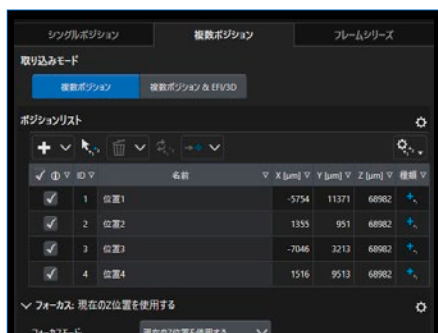 シングルポジション 複数ポジション フレームシリーズ
取り込みモード
複数ポジション 複数ポジション & EFI/3D
ポジションリスト
ID 名前 X [µm] Y [µm] Z [µm] 種類
1 位置1 -5754 11371 68982
2 位置2 1355 951 68982
3 位置3 -7046 3213 68982
4 位置4 1516 9513 68982
フォーカス: 現在のZ位置を使用する
フォーカスモード 現在のZ位置を使用する